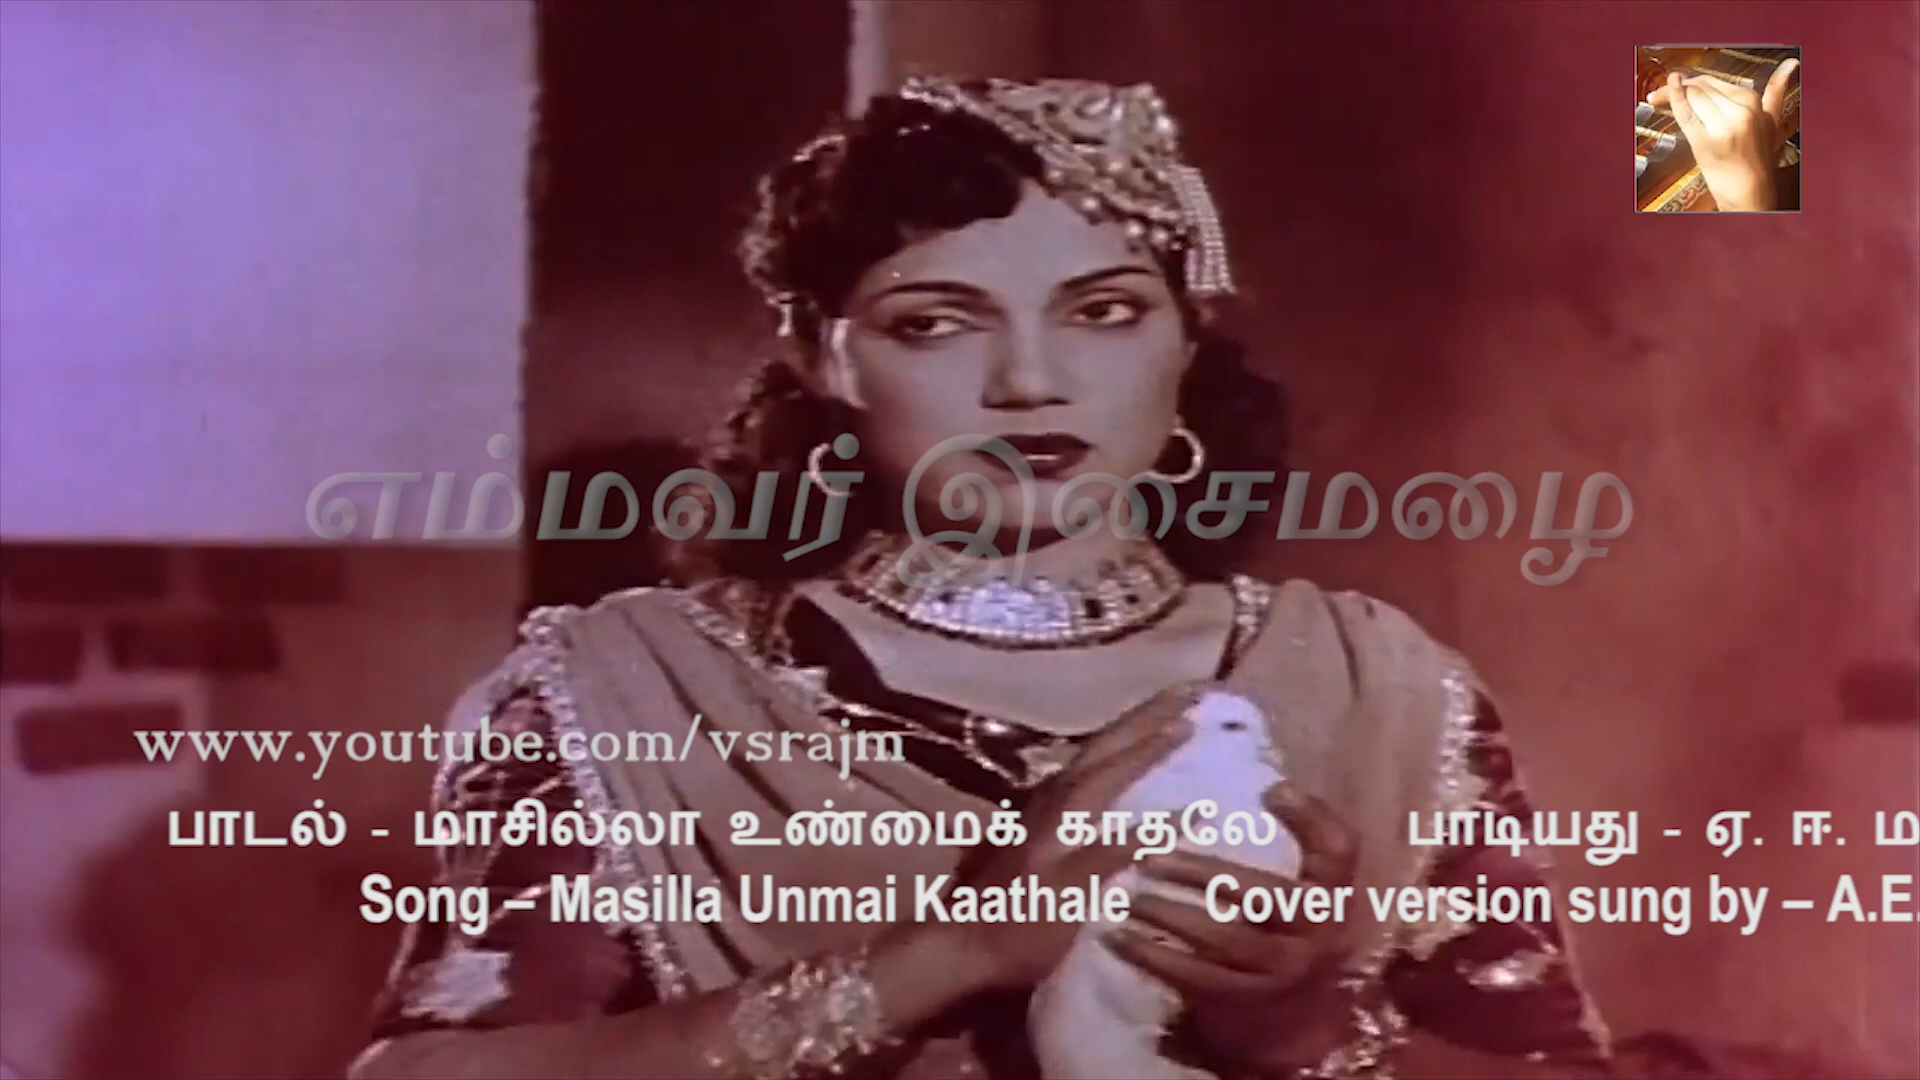 எம்மவர் இசைமழை
www.youtube.com/vsrajm
பாடல் - மாசில்லா உண்மைக் காதலே பாடியது - ஏ. ஈ. ம
Song – Masilla Unmai Kaathale Cover version sung by – A.E.